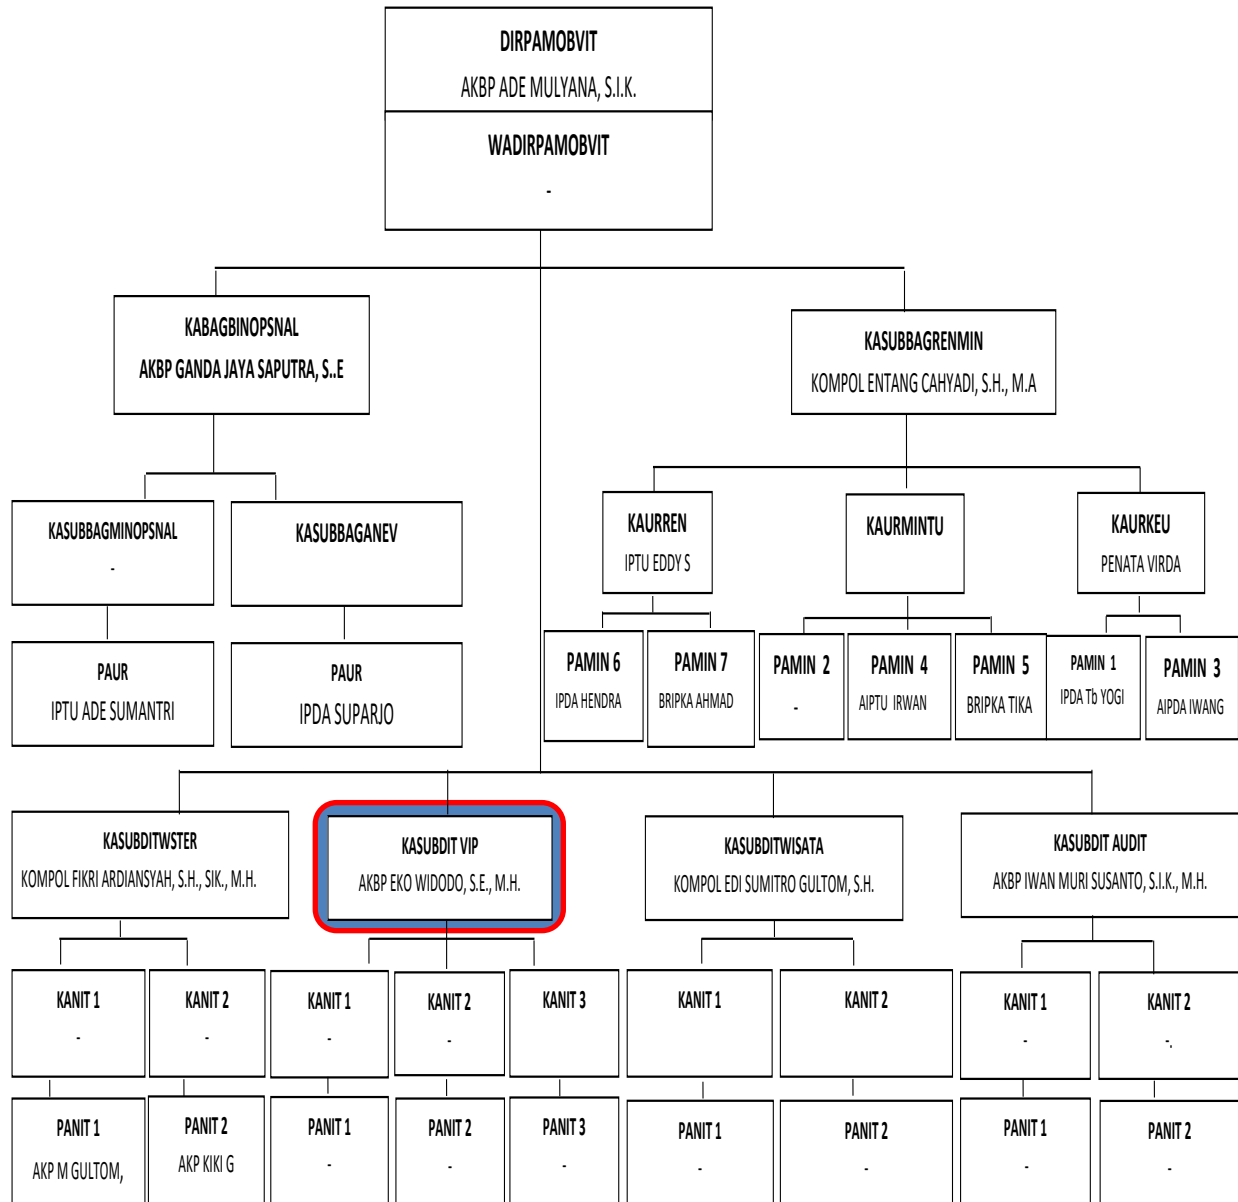 DIRPAMOBVIT
AKBP ADE MULYANA, S.I.K.
WADIRPAMOBVIT
-
KABAGBINOPSNAL
AKBP GANDA JAYA SAPUTRA, S..E
KASUBBAGRENMIN
KOMPOL ENTANG CAHYADI, S.H., M.A
KASUBBAGMINOPSNAL
-
KASUBBAGANEV
KAURREN
IPTU EDDY S
KAURMINTU
KAURKEU
PENATA VIRDA
PAUR
IPTU ADE SUMANTRI
PAUR
IPDA SUPARJO
PAMIN 6
IPDA HENDRA
PAMIN 7
BRIPKA AHMAD
PAMIN 2
-
PAMIN 4
AIPTU IRWAN
PAMIN 5
BRIPKA TIKA
PAMIN 1
IPDA Tb YOGI
PAMIN 3
AIPDA IWANG
KASUBDITWSTER
KOMPOL FIKRI ARDIANSYAH, S.H., SIK., M.H.
KASUBDIT VIP
AKBP EKO WIDODO, S.E., M.H.
KASUBDITWISATA
KOMPOL EDI SUMITRO GULTOM, S.H.
KASUBDIT AUDIT
AKBP IWAN MURI SUSANTO, S.I.K., M.H.
KANIT 1
-
KANIT 2
-
KANIT 1
-
KANIT 2
-
KANIT 3
KANIT 1
KANIT 2
KANIT 1
-
KANIT 2
-.
PANIT 1
AKP M GULTOM,
PANIT 2
AKP KIKI G
PANIT 1
-
PANIT 2
-
PANIT 3
-
PANIT 1
-
PANIT 2
-
PANIT 1
-
PANIT 2
-